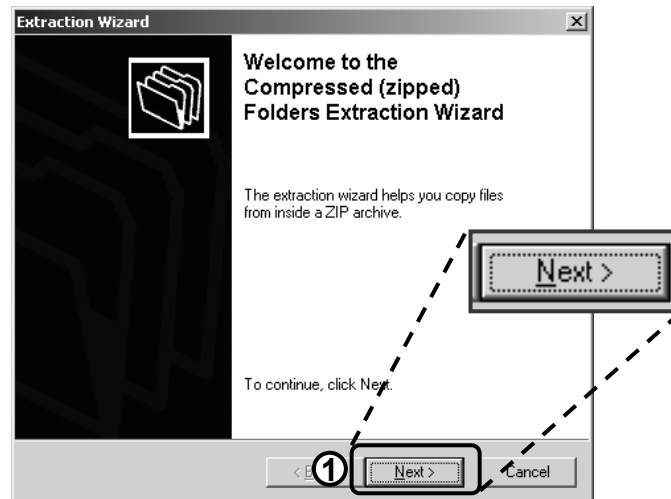 Extraction Wizard
Welcome to the
Compressed (zipped)
Folders Extraction Wizard
The extraction wizard helps you copy files
from inside a ZIP archive.
Next >
To continue, click Next.
<
1
Next >
Cancel